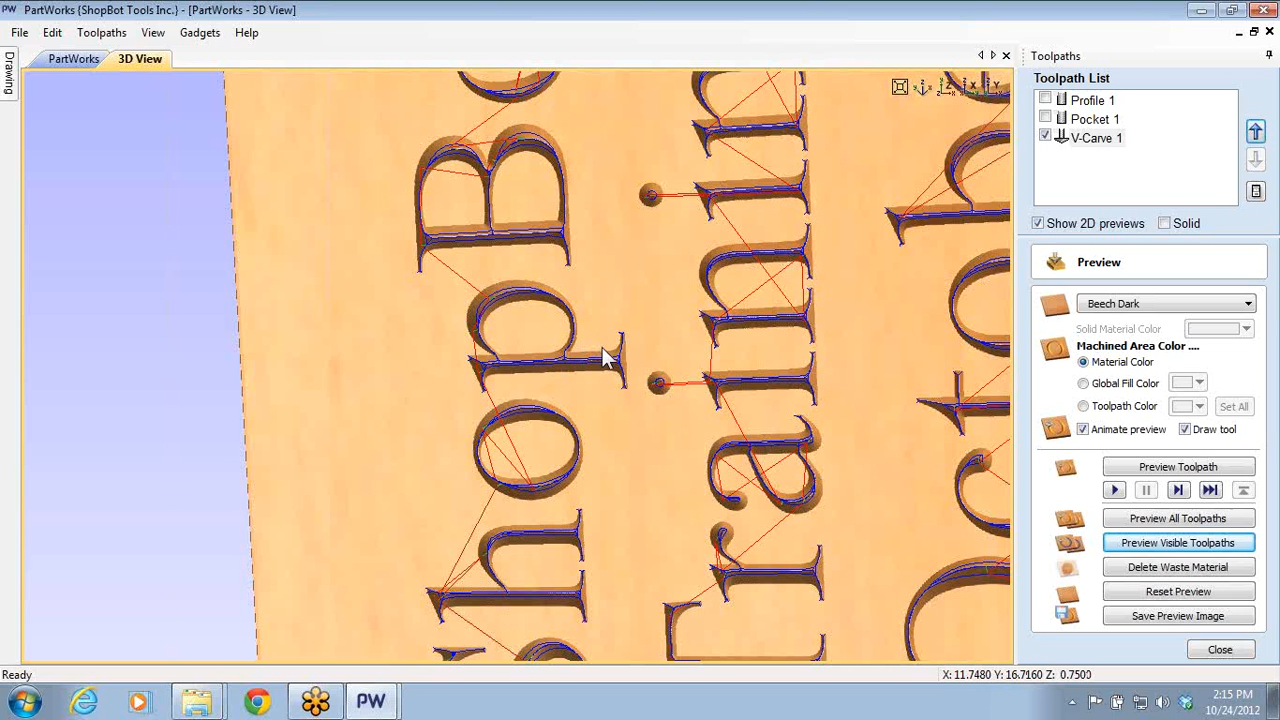 PartWorks {ShopBot Tools Inc.} - [PartWorks - 3D View]
File Edit Toolpaths View Gadgets Help
PartWorks 3D View
Drawing
Toolpaths
Toolpath List
Profile 1
Pocket 1
V-Carve 1
Show 2D previews Solid
Preview
Beech Dark
Solid Material Color
Machined Area Color ....
Material Color
Global Fill Color
Toolpath Color Set All
Animate preview Draw tool
Preview Toolpath
Preview All Toolpaths
Preview Visible Toolpaths
Delete Waste Material
Reset Preview
Save Preview Image
Close
hopB
Train
Ready
X: 11.7480 Y: 16.7160 Z: 0.7500
PW
2:15 PM
10/24/2012